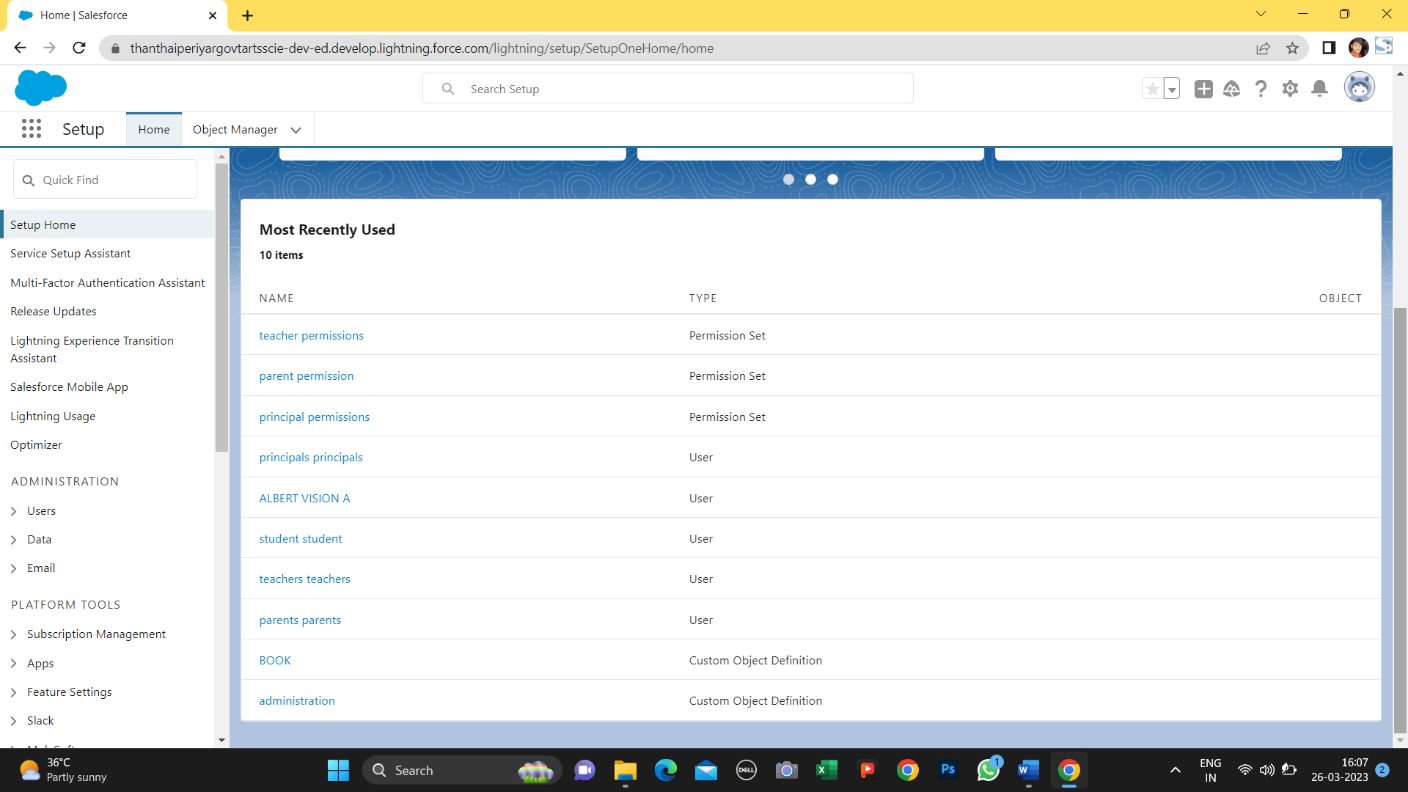 Home | Salesforce
thanthaiperiyargovtartsscie-dev-ed.develop.lightning.force.com/lightning/setup/SetupOneHome/home
Search Setup
Setup
Home
Object Manager
Quick Find
Setup Home
Service Setup Assistant
Multi-Factor Authentication Assistant
Release Updates
Lightning Experience Transition
Assistant
Salesforce Mobile App
Lightning Usage
Optimizer
ADMINISTRATION
Users
Data
Email
PLATFORM TOOLS
Subscription Management
Apps
Feature Settings
Slack
Most Recently Used
10 items
NAME TYPE OBJECT
teacher permissions Permission Set
parent permission Permission Set
principal permissions Permission Set
principals principals User
ALBERT VISION A User
student student User
teachers teachers User
parents parents User
BOOK Custom Object Definition
administration Custom Object Definition
36°C
Partly sunny
Search
DELL
Ps
1
ENG
IN
16:07
26-03-2023
2